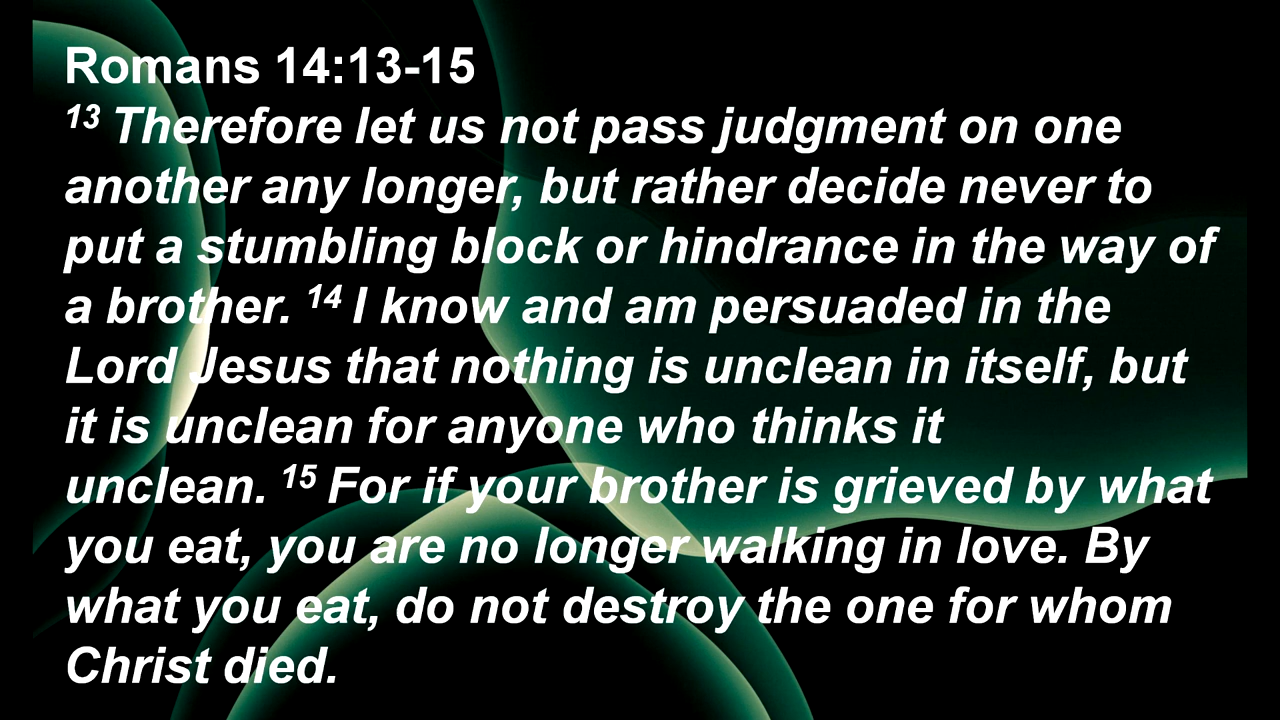 Romans 14:13-15
13 Therefore let us not pass judgment on one
another any longer, but rather decide never to
put a stumbling block or hindrance in the way of
a brother. 14 I know and am persuaded in the
Lord Jesus that nothing is unclean in itself, but
it is unclean for anyone who thinks it
unclean. 15 For if your brother is grieved by what
you eat, you are no longer walking in love. By
what you eat, do not destroy the one for whom
Christ died.